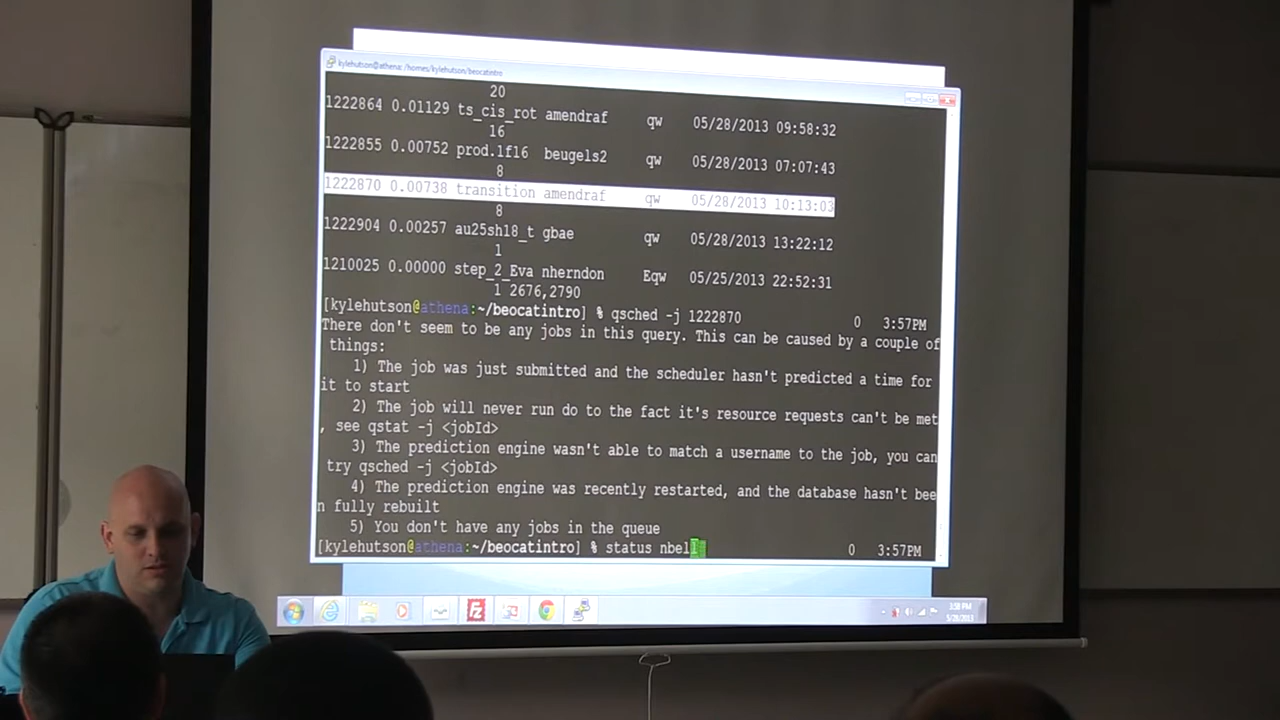 kylehutson@athena: /homes/kylehutson/beocatintro
20
1222864 0.01129 ts_cis_rot amendraf qw 05/28/2013 09:58:32
16
1222855 0.00752 prod.1f16 beugels2 qw 05/28/2013 07:07:43
8
1222870 0.00738 transition amendraf qw 05/28/2013 10:13:03
8
1222904 0.00257 au25sh18_t gbae qw 05/28/2013 13:22:12
1
1210025 0.00000 step_2_Eva nherndon Eqw 05/25/2013 22:52:31
1 2676,2790
[kylehutson@athena:~/beocatintro] % qsched -j 1222870 0 3:57PM
There don't seem to be any jobs in this query. This can be caused by a couple of
things:
1) The job was just submitted and the scheduler hasn't predicted a time for
it to start
2) The job will never run do to the fact it's resource requests can't be met
, see qstat -j <jobId>
3) The prediction engine wasn't able to match a username to the job, you can
try qsched -j <jobId>
4) The prediction engine was recently restarted, and the database hasn't bee
n fully rebuilt
5) You don't have any jobs in the queue
[kylehutson@athena:~/beocatintro] % status nbell 0 3:57PM
3:58 PM
5/28/2013